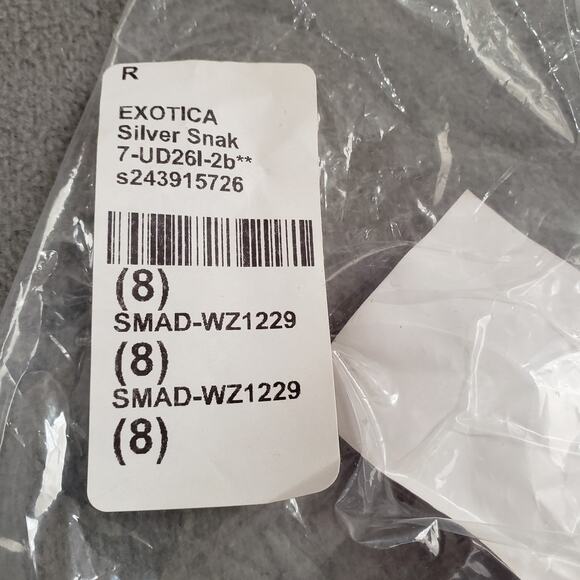 R
EXOTICA
Silver Snak
7-UD26I-2b**
s243915726
(8)
SMAD-WZ1229
(8)
SMAD-WZ1229
(8)